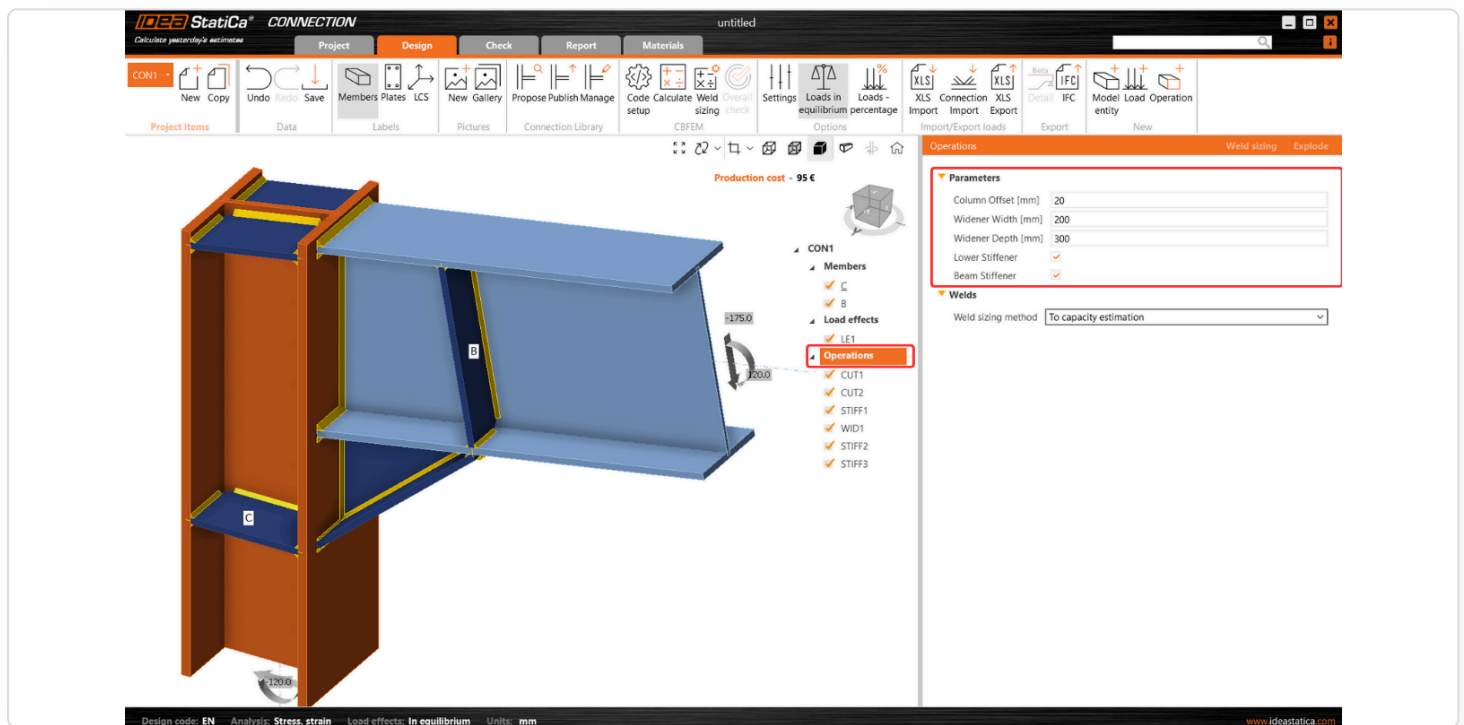 IDEA StatiCa® CONNECTION
untitled
Calculate yesterday's estimates
Project Design Check Report Materials
i
CON1
New Copy
Undo Redo Save
Members Plates LCS
New Gallery
Propose Publish Manage
Code setup
Calculate
Weld sizing
Overall check
Settings
Loads in equilibrium
Loads - percentage
XLS
XLS Import
Connection Import
XLS
XLS Export
Beta
Detail
IFC
IFC
Model entity
Load
Operation
Project items Data Labels Pictures Connection Library CBFEM Options Import/Export loads Export New
Production cost - 95 €
Operations Weld sizing Explode
Parameters
Column Offset [mm] 20
Widener Width [mm] 200
Widener Depth [mm] 300
Lower Stiffener
Beam Stiffener
Welds
Weld sizing method To capacity estimation
CON1
Members
C
B
Load effects
LE1
Operations
CUT1
CUT2
STIFF1
WID1
STIFF2
STIFF3
-175.0
B
120.0
C
-120.0
Design code: EN Analysis: Stress, strain Load effects: In equilibrium Units: mm
www.ideastatica.com